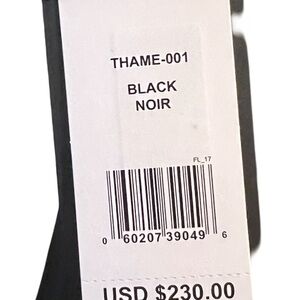 THAME-001
BLACK
NOIR
FL_17
0 60207 39049 6
USD $230.00